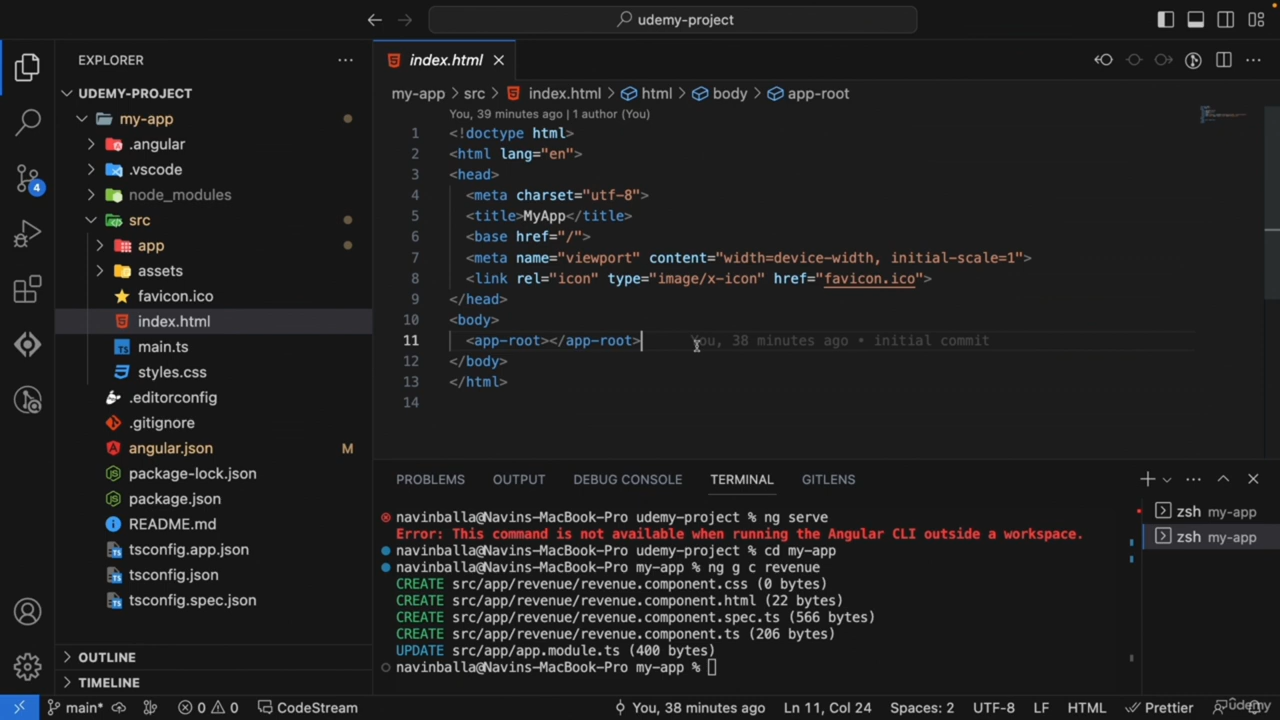 udemy-project
EXPLORER
UDEMY-PROJECT
my-app
.angular
.vscode
node_modules
src
app
assets
favicon.ico
index.html
main.ts
styles.css
.editorconfig
.gitignore
angular.json M
package-lock.json
package.json
README.md
tsconfig.app.json
tsconfig.json
tsconfig.spec.json
OUTLINE
TIMELINE
4
index.html
my-app > src > index.html > html > body > app-root
You, 39 minutes ago | 1 author (You)
1 <!doctype html>
2 <html lang="en">
3 <head>
4 <meta charset="utf-8">
5 <title>MyApp</title>
6 <base href="/">
7 <meta name="viewport" content="width=device-width, initial-scale=1">
8 <link rel="icon" type="image/x-icon" href="favicon.ico">
9 </head>
10 <body>
11 <app-root></app-root> You, 38 minutes ago • initial commit
12 </body>
13 </html>
14
PROBLEMS OUTPUT DEBUG CONSOLE TERMINAL GITLENS
navinballa@Navins-MacBook-Pro udemy-project % ng serve
Error: This command is not available when running the Angular CLI outside a workspace.
navinballa@Navins-MacBook-Pro udemy-project % cd my-app
navinballa@Navins-MacBook-Pro my-app % ng g c revenue
CREATE src/app/revenue/revenue.component.css (0 bytes)
CREATE src/app/revenue/revenue.component.html (22 bytes)
CREATE src/app/revenue/revenue.component.spec.ts (566 bytes)
CREATE src/app/revenue/revenue.component.ts (206 bytes)
UPDATE src/app/app.module.ts (400 bytes)
navinballa@Navins-MacBook-Pro my-app %
zsh my-app
zsh my-app
main* 0 0 CodeStream You, 38 minutes ago Ln 11, Col 24 Spaces: 2 UTF-8 LF HTML Prettier
udemy